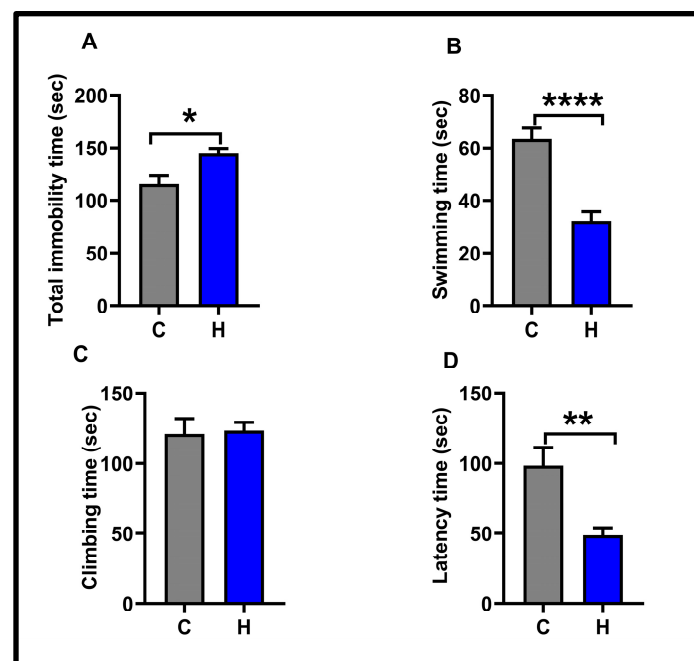 A
Total immobility time (sec)
200
150
100
50
0
*
C
H
B
Swimming time (sec)
80
60
40
20
0
****
C
H
C
Climbing time (sec)
150
100
50
0
C
H
D
Latency time (sec)
150
100
50
0
**
C
H